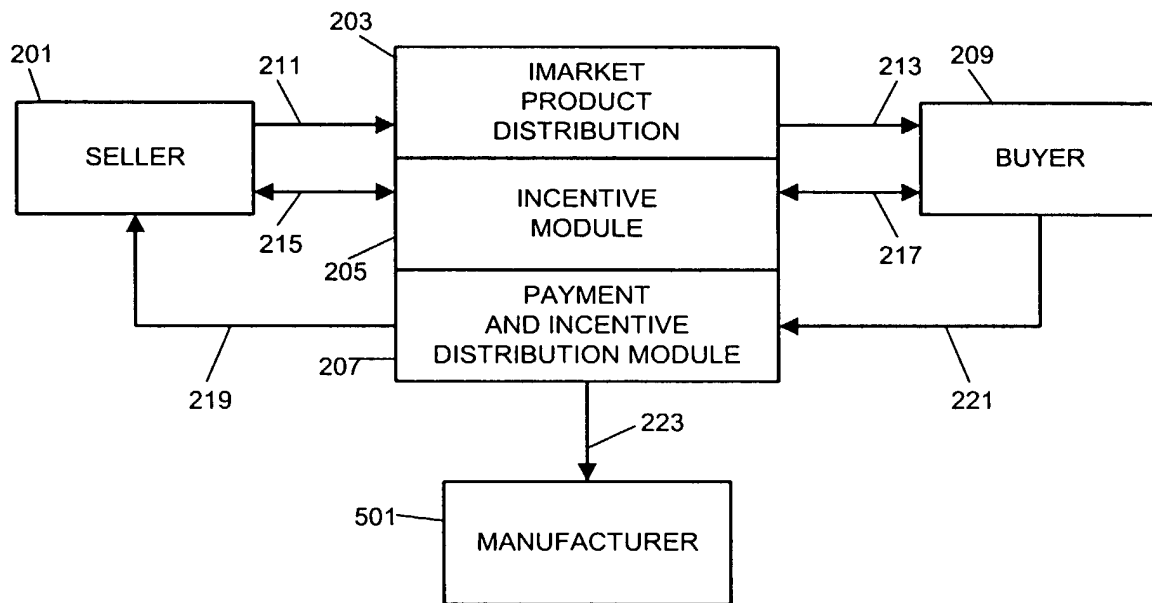 203
201
211
213
209
IMARKET
PRODUCT
DISTRIBUTION
SELLER
BUYER
INCENTIVE
MODULE
215
205
217
PAYMENT
AND INCENTIVE
DISTRIBUTION MODULE
207
219
221
223
501
MANUFACTURER